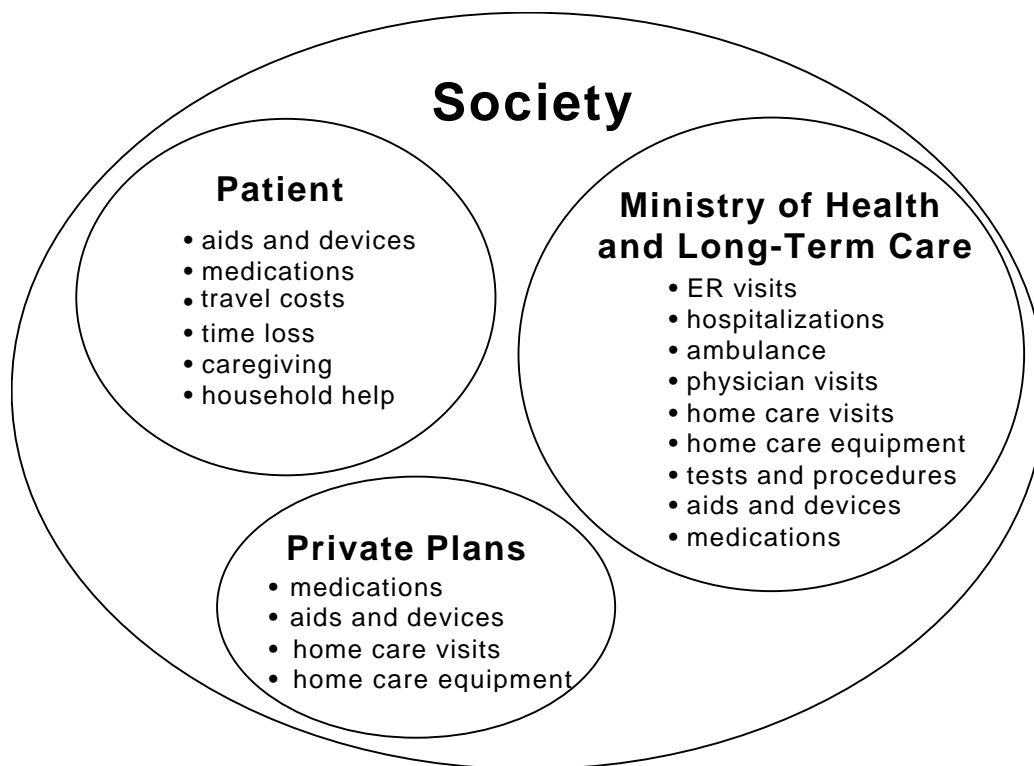 Society
Patient
• aids and devices
• medications
• travel costs
• time loss
• caregiving
• household help
Ministry of Health
and Long-Term Care
• ER visits
• hospitalizations
• ambulance
• physician visits
• home care visits
• home care equipment
• tests and procedures
• aids and devices
• medications
Private Plans
• medications
• aids and devices
• home care visits
• home care equipment